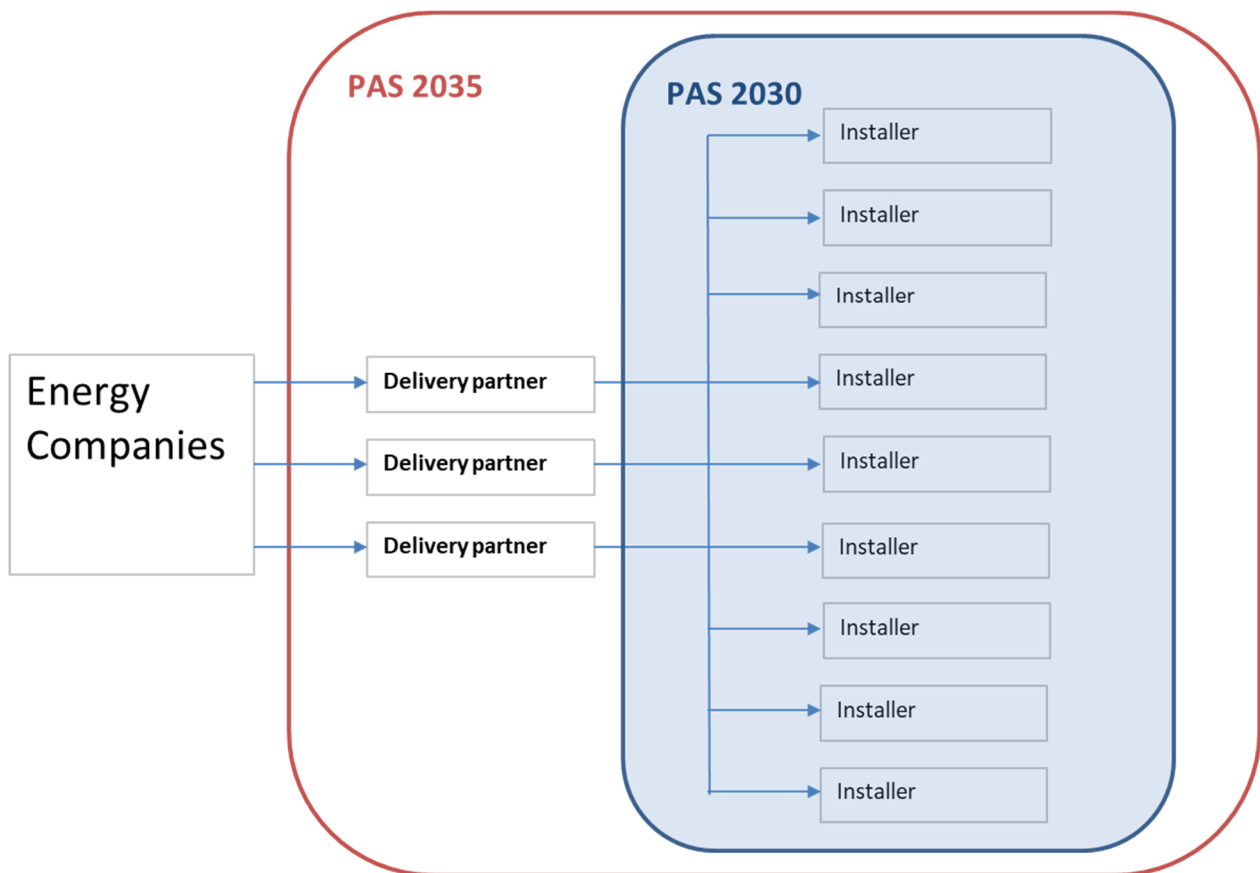 PAS 2035
PAS 2030
Installer
Installer
Installer
Energy
Companies
Delivery partner
Installer
Delivery partner
Installer
Delivery partner
Installer
Installer
Installer
Installer